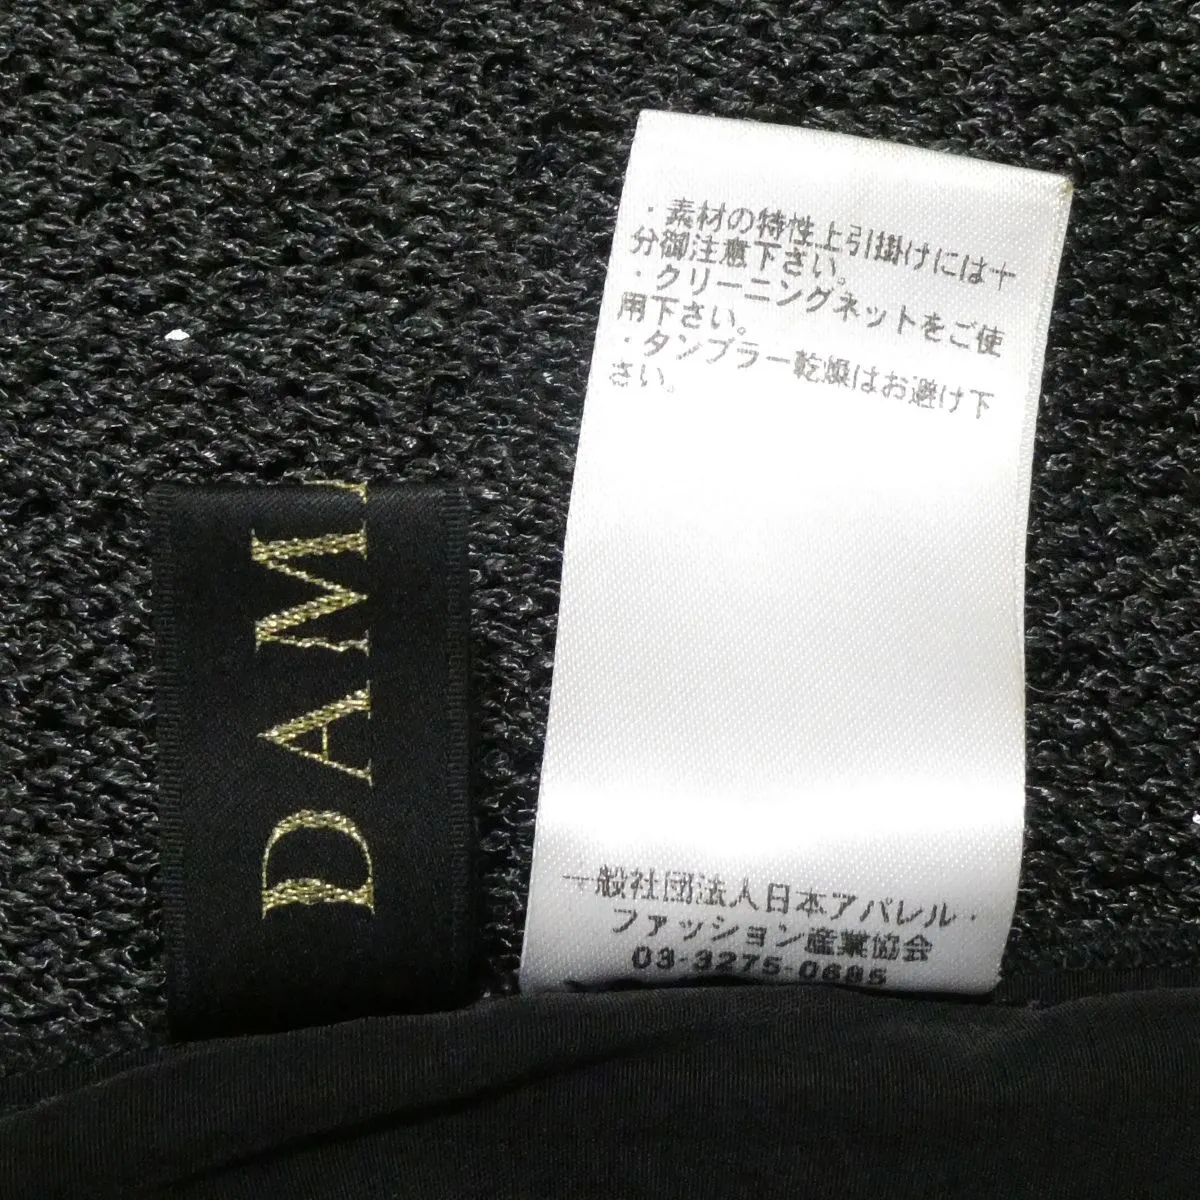 ・素材の特性上引掛けには十
分御注意下さい。
・クリーニングネットをご使
用下さい。
・タンブラー乾燥はお避け下
さい。
DAM
一般社団法人日本アパレル・
ファッション産業協会
03-3275-0685